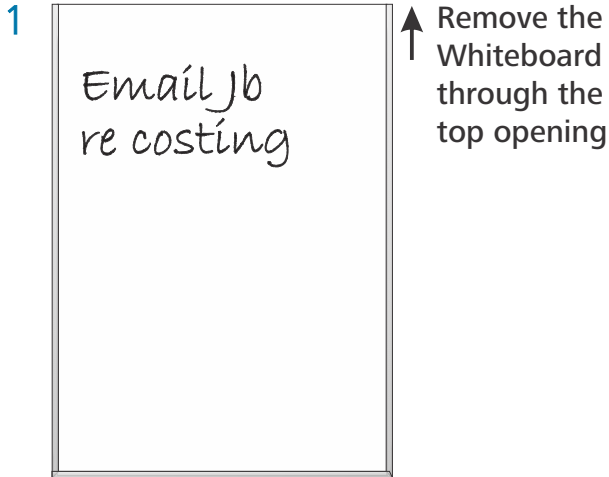 1
Email Jb
re costing
Remove the
Whiteboard
through the
top opening